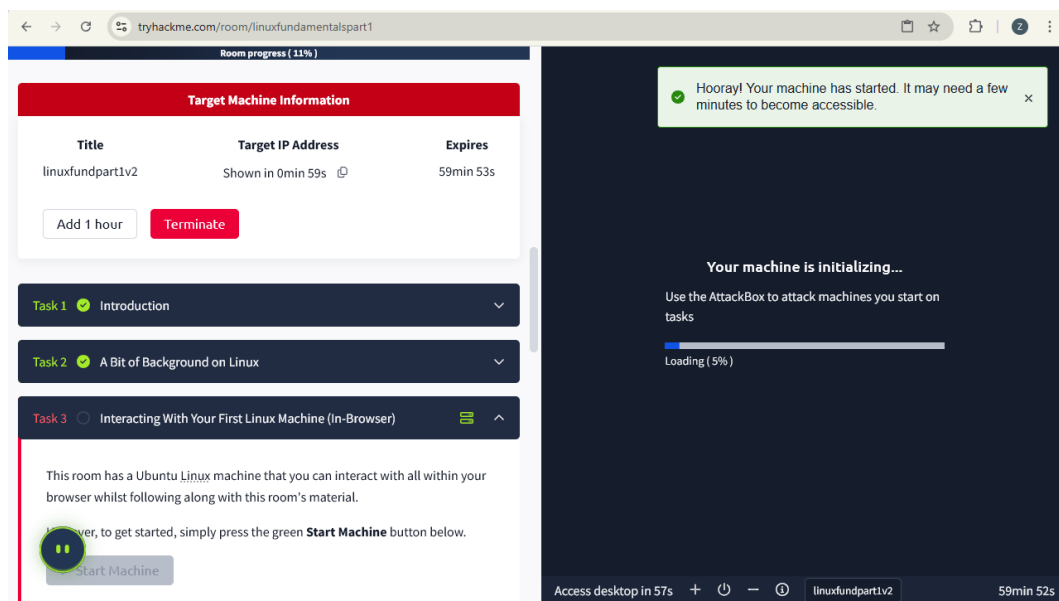 tryhackme.com/room/linuxfundamentalspart1
Z
Room progress ( 11% )
Target Machine Information
Title Target IP Address Expires
linuxfundpart1v2 Shown in 0min 59s 59min 53s
Add 1 hour Terminate
Task 1 Introduction
Task 2 A Bit of Background on Linux
Task 3 Interacting With Your First Linux Machine (In-Browser)
This room has a Ubuntu Linux machine that you can interact with all within your
browser whilst following along with this room's material.
ver, to get started, simply press the green Start Machine button below.
Start Machine
Hooray! Your machine has started. It may need a few
minutes to become accessible.
Your machine is initializing...
Use the AttackBox to attack machines you start on
tasks
Loading ( 5% )
Access desktop in 57s linuxfundpart1v2 59min 52s